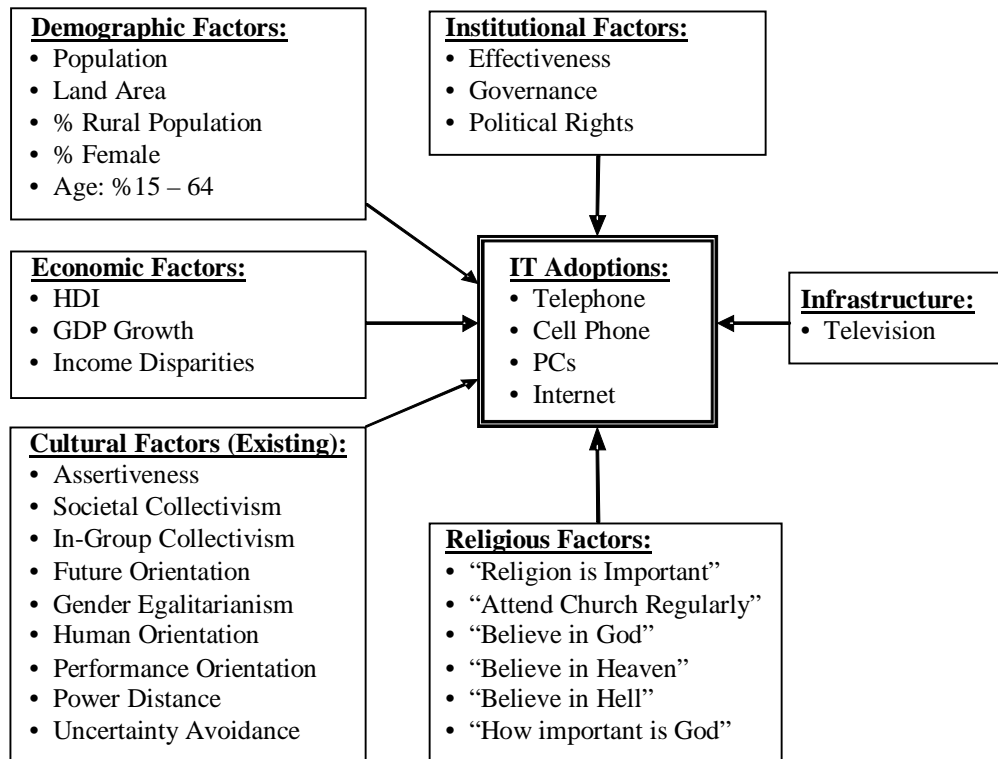 Demographic Factors:
• Population
• Land Area
• % Rural Population
• % Female
• Age: %15 – 64
Institutional Factors:
• Effectiveness
• Governance
• Political Rights
Economic Factors:
• HDI
• GDP Growth
• Income Disparities
IT Adoptions:
• Telephone
• Cell Phone
• PCs
• Internet
Infrastructure:
• Television
Cultural Factors (Existing):
• Assertiveness
• Societal Collectivism
• In-Group Collectivism
• Future Orientation
• Gender Egalitarianism
• Human Orientation
• Performance Orientation
• Power Distance
• Uncertainty Avoidance
Religious Factors:
• “Religion is Important”
• “Attend Church Regularly”
• “Believe in God”
• “Believe in Heaven”
• “Believe in Hell”
• “How important is God”